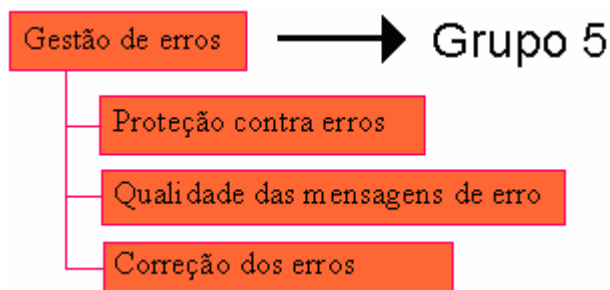 Gestão de erros
Grupo 5
Proteção contra erros
Qualidade das mensagens de erro
Correção dos erros